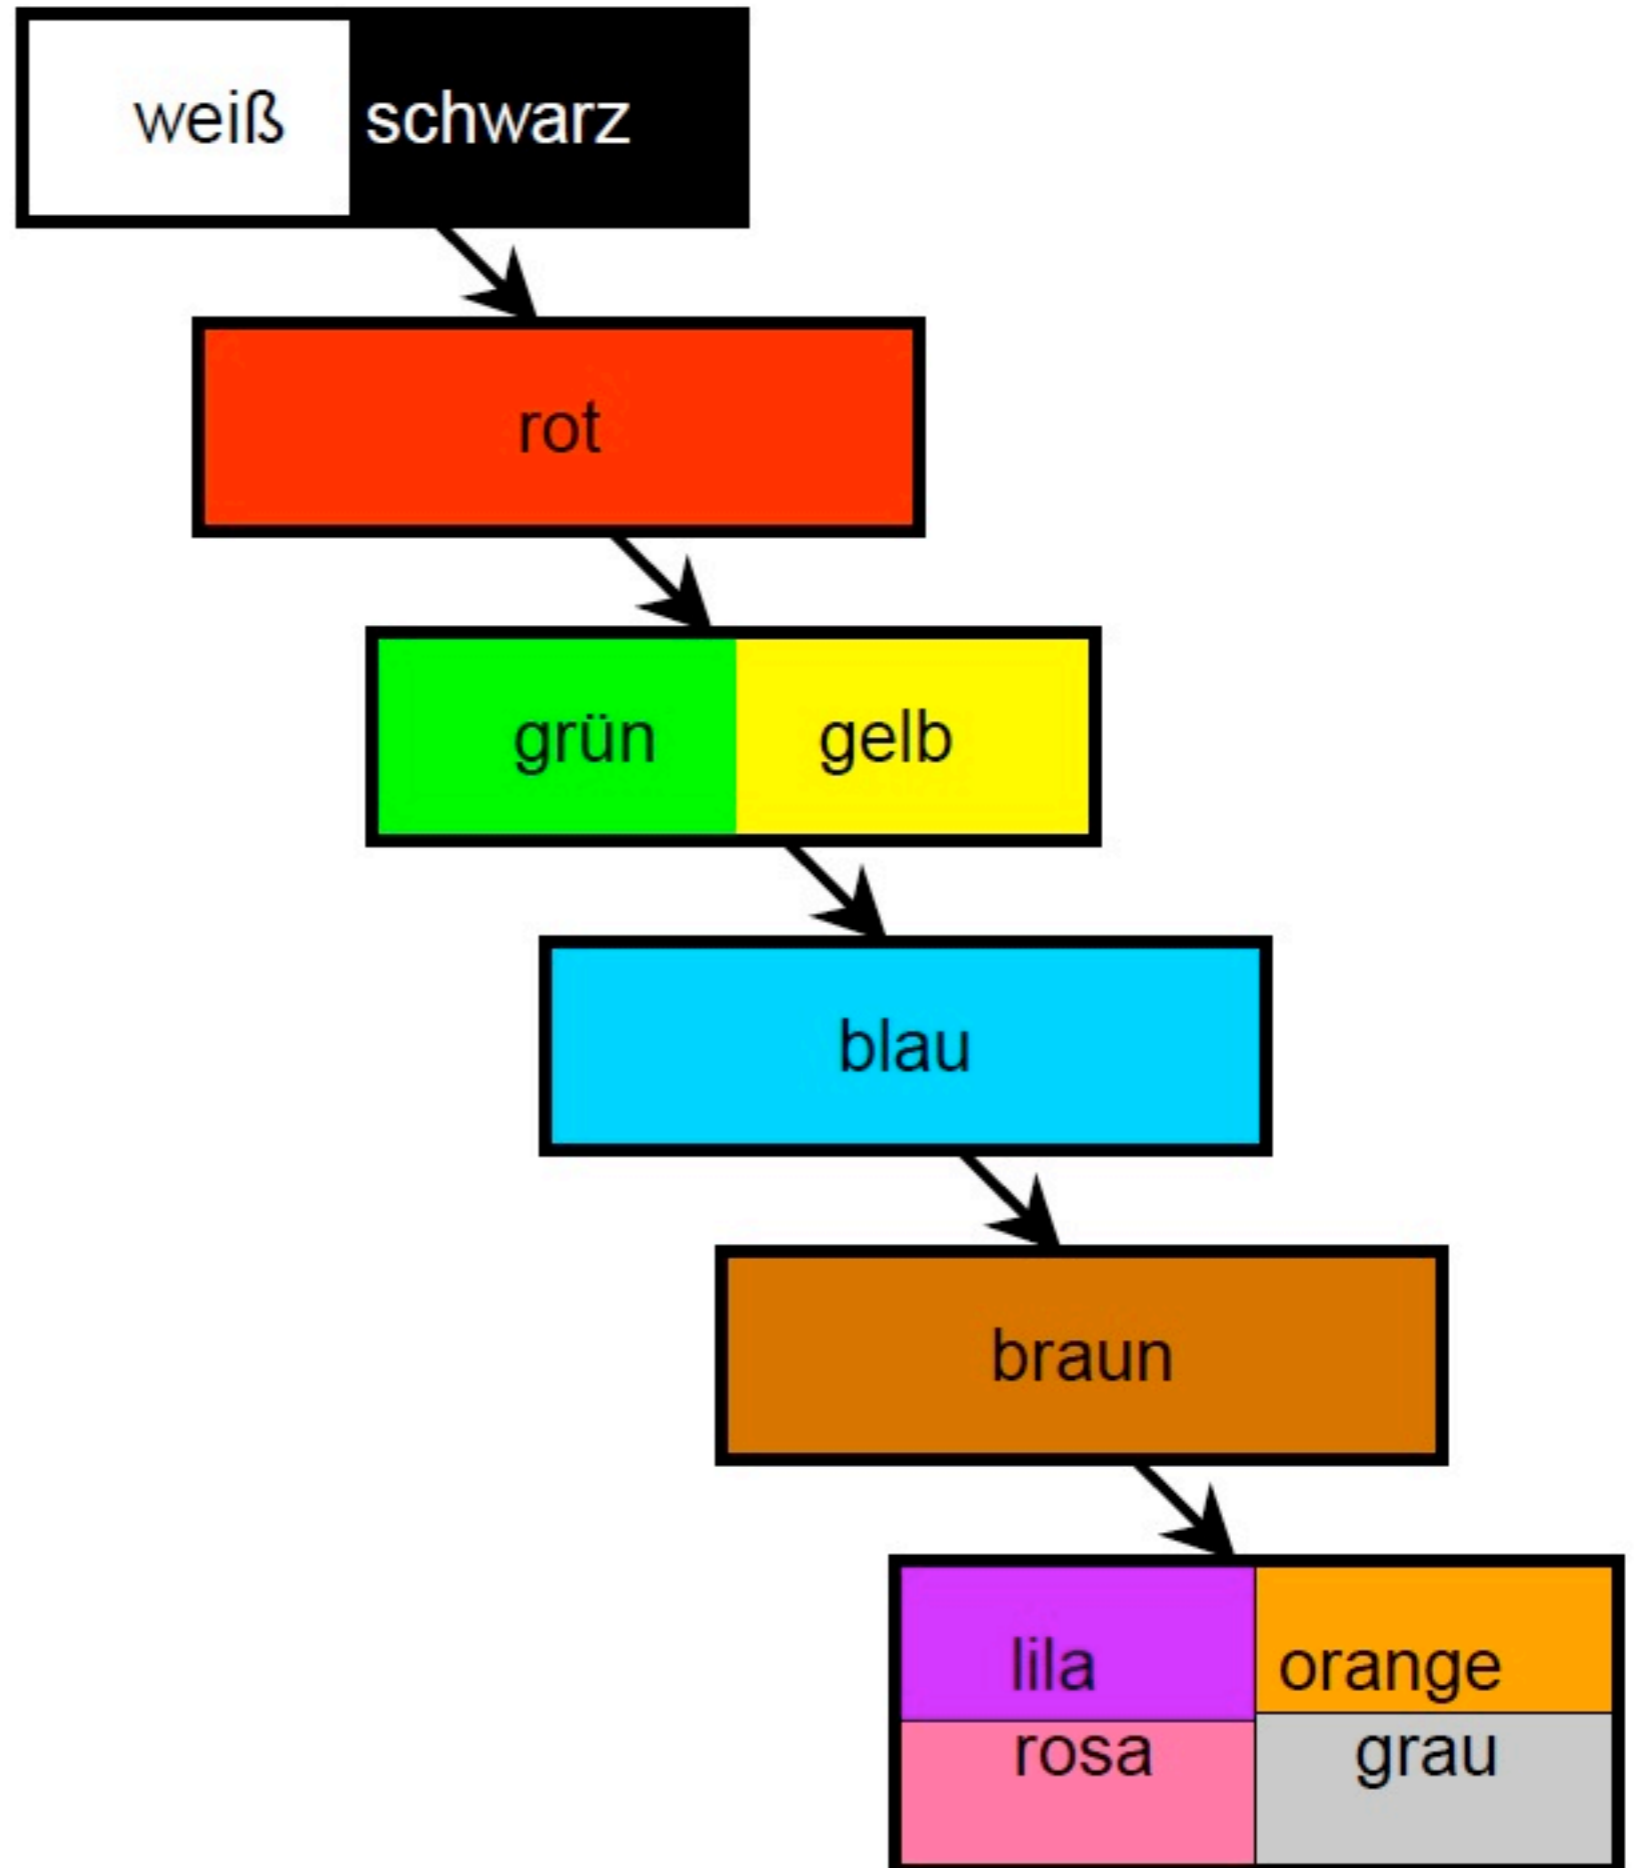 weiß schwarz
rot
grün gelb
blau
braun
lila orange
rosa grau